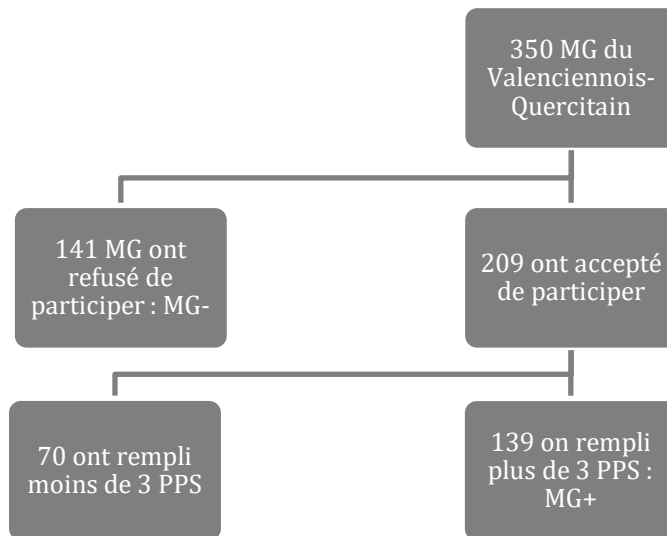 350 MG du
Valenciennois-
Quercitain
141 MG ont
refusé de
participer : MG-
209 ont accepté
de participer
70 ont rempli
moins de 3 PPS
139 on rempli
plus de 3 PPS :
MG+